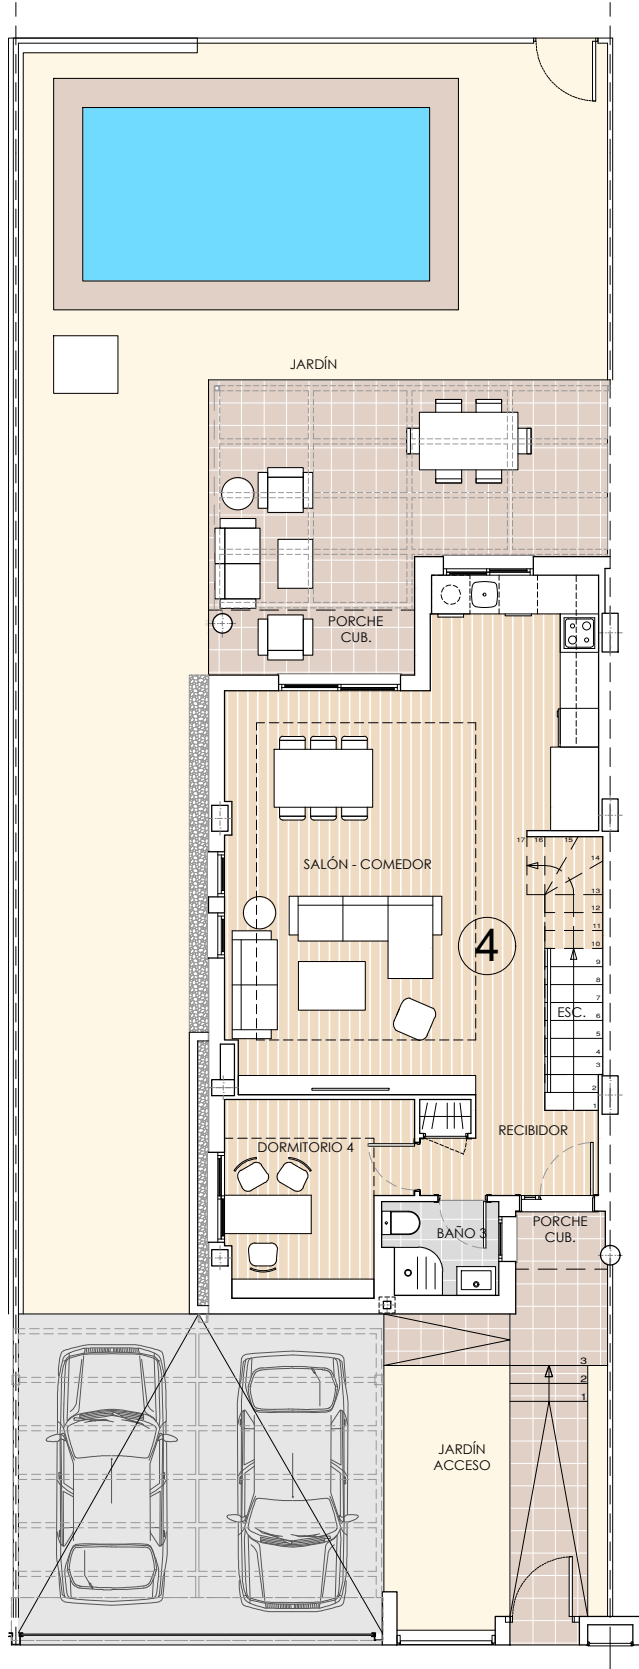 JARDÍN
PORCHE
CUB.
17 16 15
14
13
12
11
10
SALÓN - COMEDOR
4
9
8
7
ESC.
6
5
4
3
2
1
RECIBIDOR
DORMITORIO 4
BAÑO 3
PORCHE
CUB.
3
2
1
JARDÍN
ACCESO